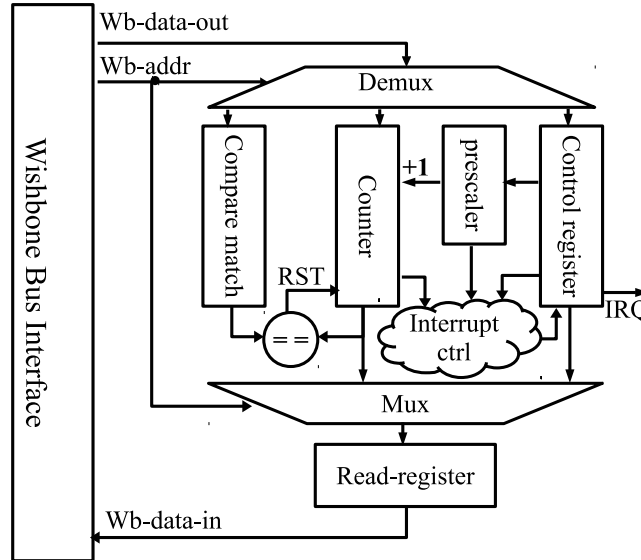 Wb-data-out
Wb-addr
Demux
Wishbone Bus Interface
Compare match
Counter
+1
prescaler
Control register
RST
IRQ
= =
Interrupt
ctrl
Mux
Read-register
Wb-data-in